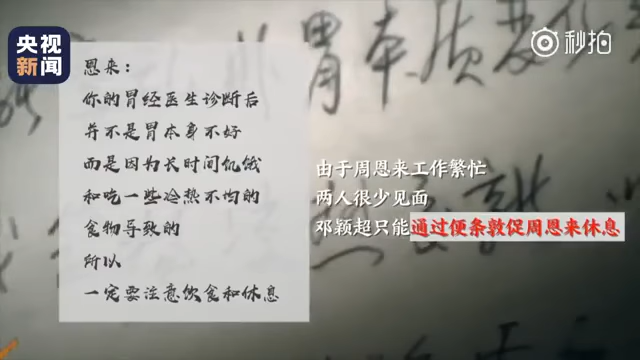 央视
新闻
秒拍
胃本质
恩来：
你的胃经医生诊断后
并不是胃本身不好
而是因为长时间饥饿
和吃一些冷热不均的
食物导致的
所以
一定要注意饮食和休息
由于周恩来工作繁忙
两人很少见面
邓颖超只能通过便条敦促周恩来休息